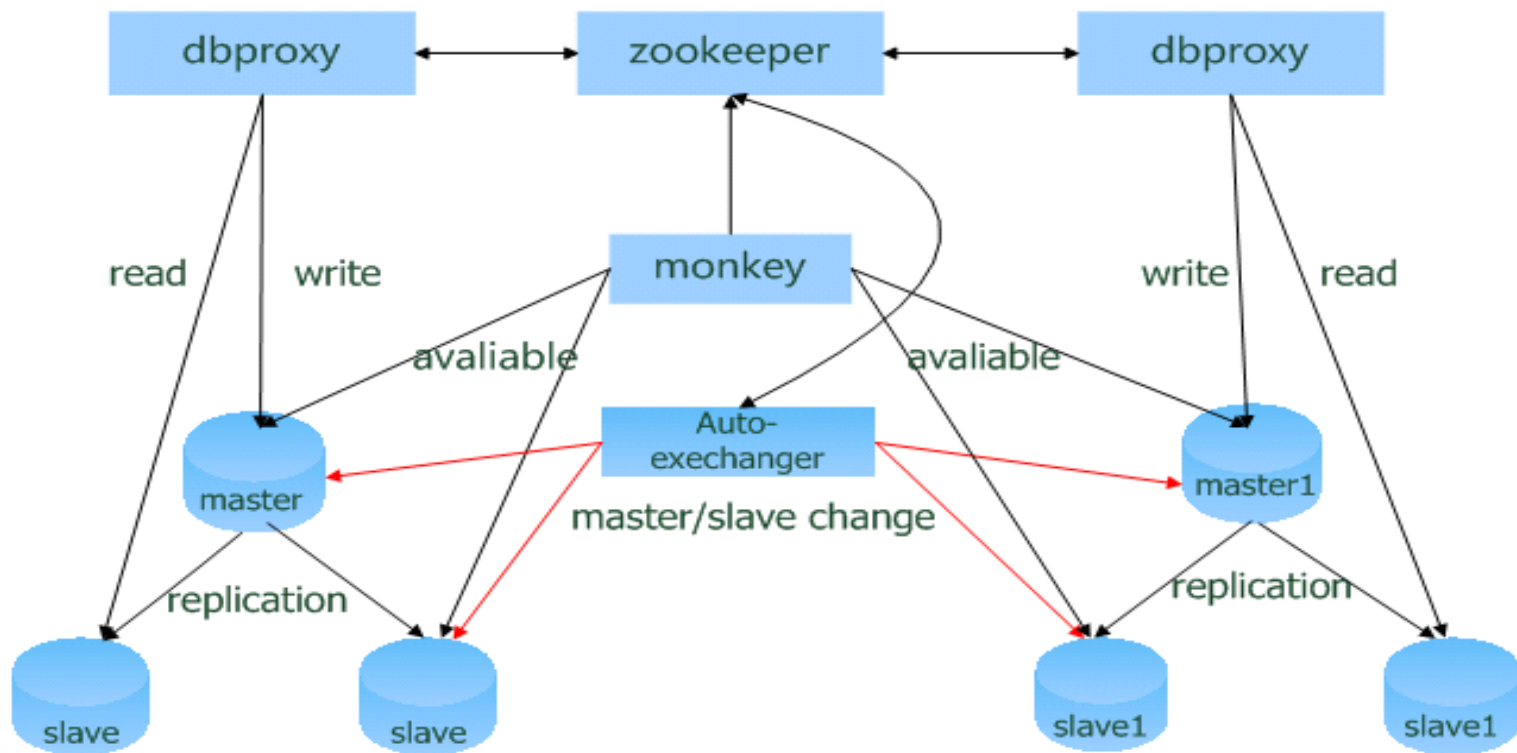 dbproxy
zookeeper
dbproxy
monkey
read
write
write
read
avaliable
avaliable
Auto-
exechanger
master
master1
master/slave change
replication
replication
slave
slave
slave1
slave1